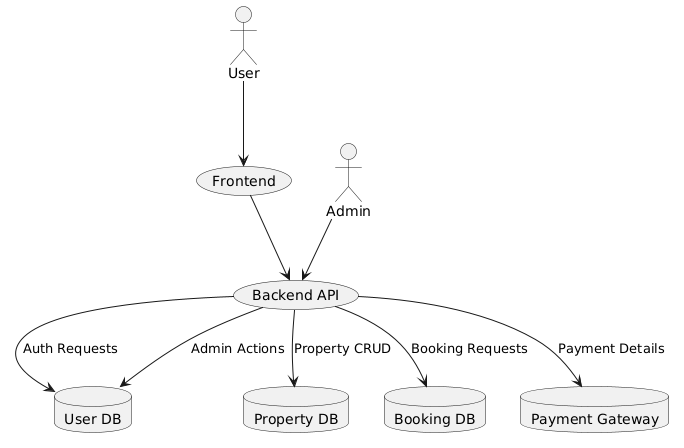 User
Frontend
Admin
Backend API
Auth Requests
Admin Actions
Property CRUD
Booking Requests
Payment Details
User DB
Property DB
Booking DB
Payment Gateway